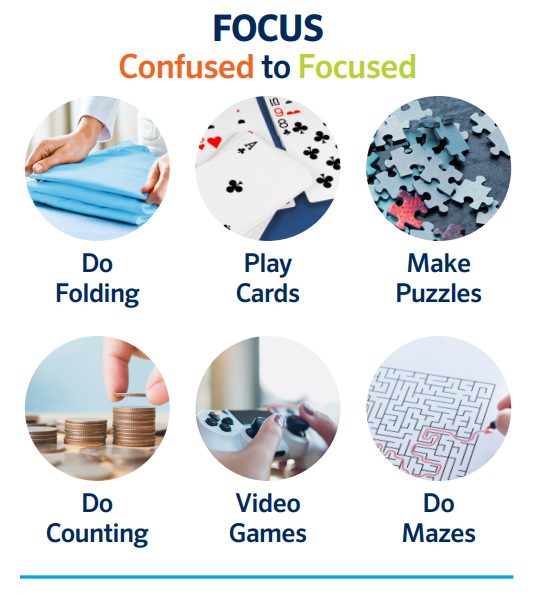 FOCUS
Confused to Focused
Do
Folding
Play
Cards
Make
Puzzles
Do
Counting
Video
Games
Do
Mazes